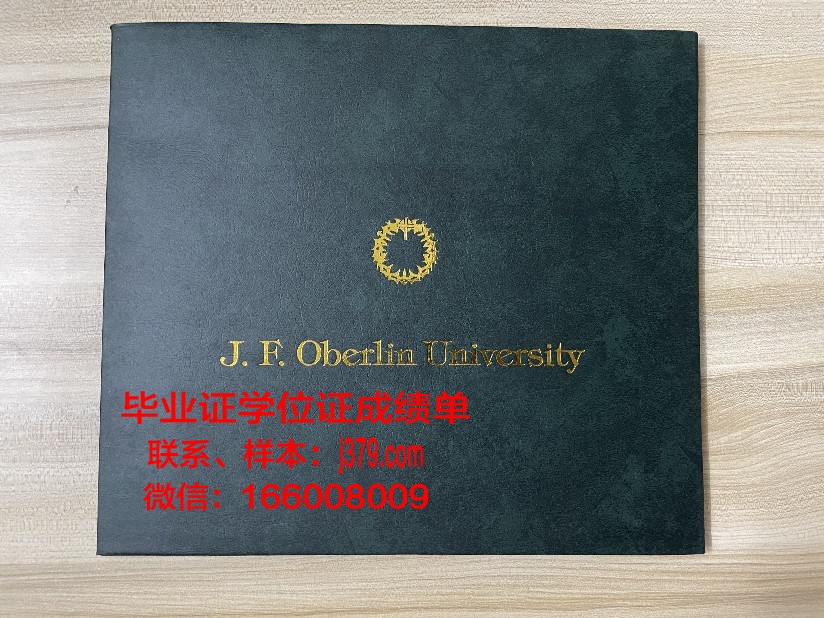 J. F. Oberlin University
毕业证学位证成绩单
联系、样本：j379.com
微信：166008009